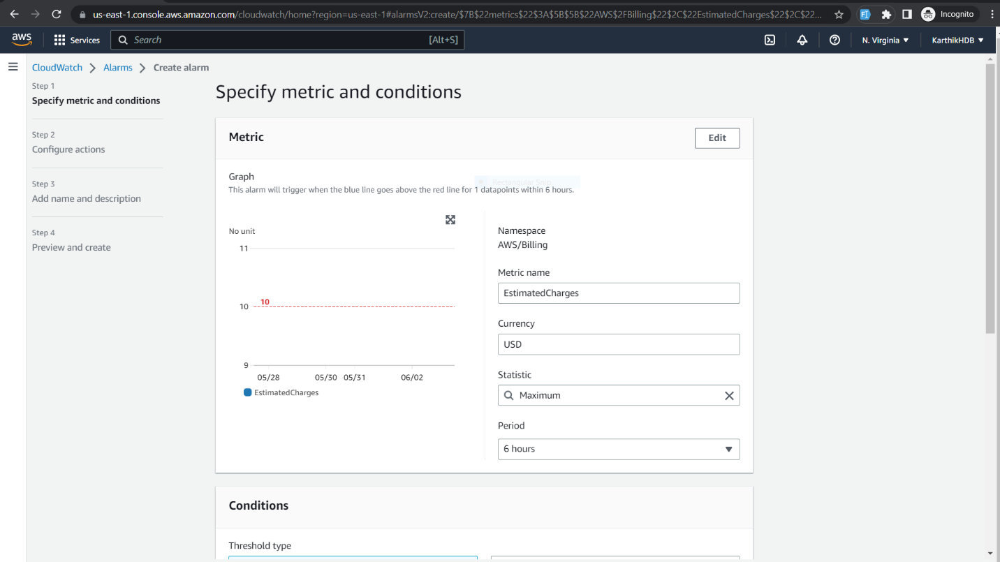 us-east-1.console.aws.amazon.com/cloudwatch/home?region=us-east-1#alarmsV2:create/$7B$22metrics$22$3A$5B$5B$22AWS$2FBilling$22$2C$22EstimatedCharges$22$2C$22...
Incognito
aws
Services
Search
[Alt+S]
N. Virginia
KarthikHDB
CloudWatch
Alarms
Create alarm
Step 1
Specify metric and conditions
Step 2
Configure actions
Step 3
Add name and description
Step 4
Preview and create
Specify metric and conditions
Metric
Edit
Graph
Rectangular Snip
This alarm will trigger when the blue line goes above the red line for 1 datapoints within 6 hours.
No unit
11
10
10
9
05/28
05/30
05/31
06/02
EstimatedCharges
Namespace
AWS/Billing
Metric name
EstimatedCharges
Currency
USD
Statistic
Maximum
Period
6 hours
Conditions
Threshold type